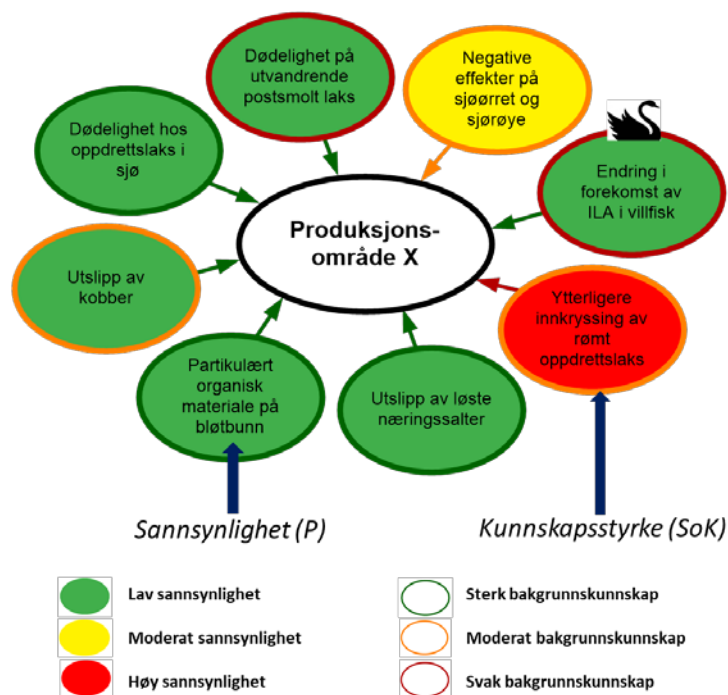 Dødelighet på
utvandrende
postsmolt laks
Negative
effekter på
sjøørret og
sjørøye
Dødelighet hos
oppdrettslaks i
sjø
Endring i
forekomst av
ILA i villfisk
Produksjons-
område X
Utslipp av
kobber
Ytterligere
innkryssing av
rømt
oppdrettslaks
Partikulært
organisk
materiale på
bløtbunn
Utslipp av løste
næringssalter
Sannsynlighet (P)
Kunnskapsstyrke (SoK)
Lav sannsynlighet
Moderat sannsynlighet
Høy sannsynlighet
Sterk bakgrunnskunnskap
Moderat bakgrunnskunnskap
Svak bakgrunnskunnskap